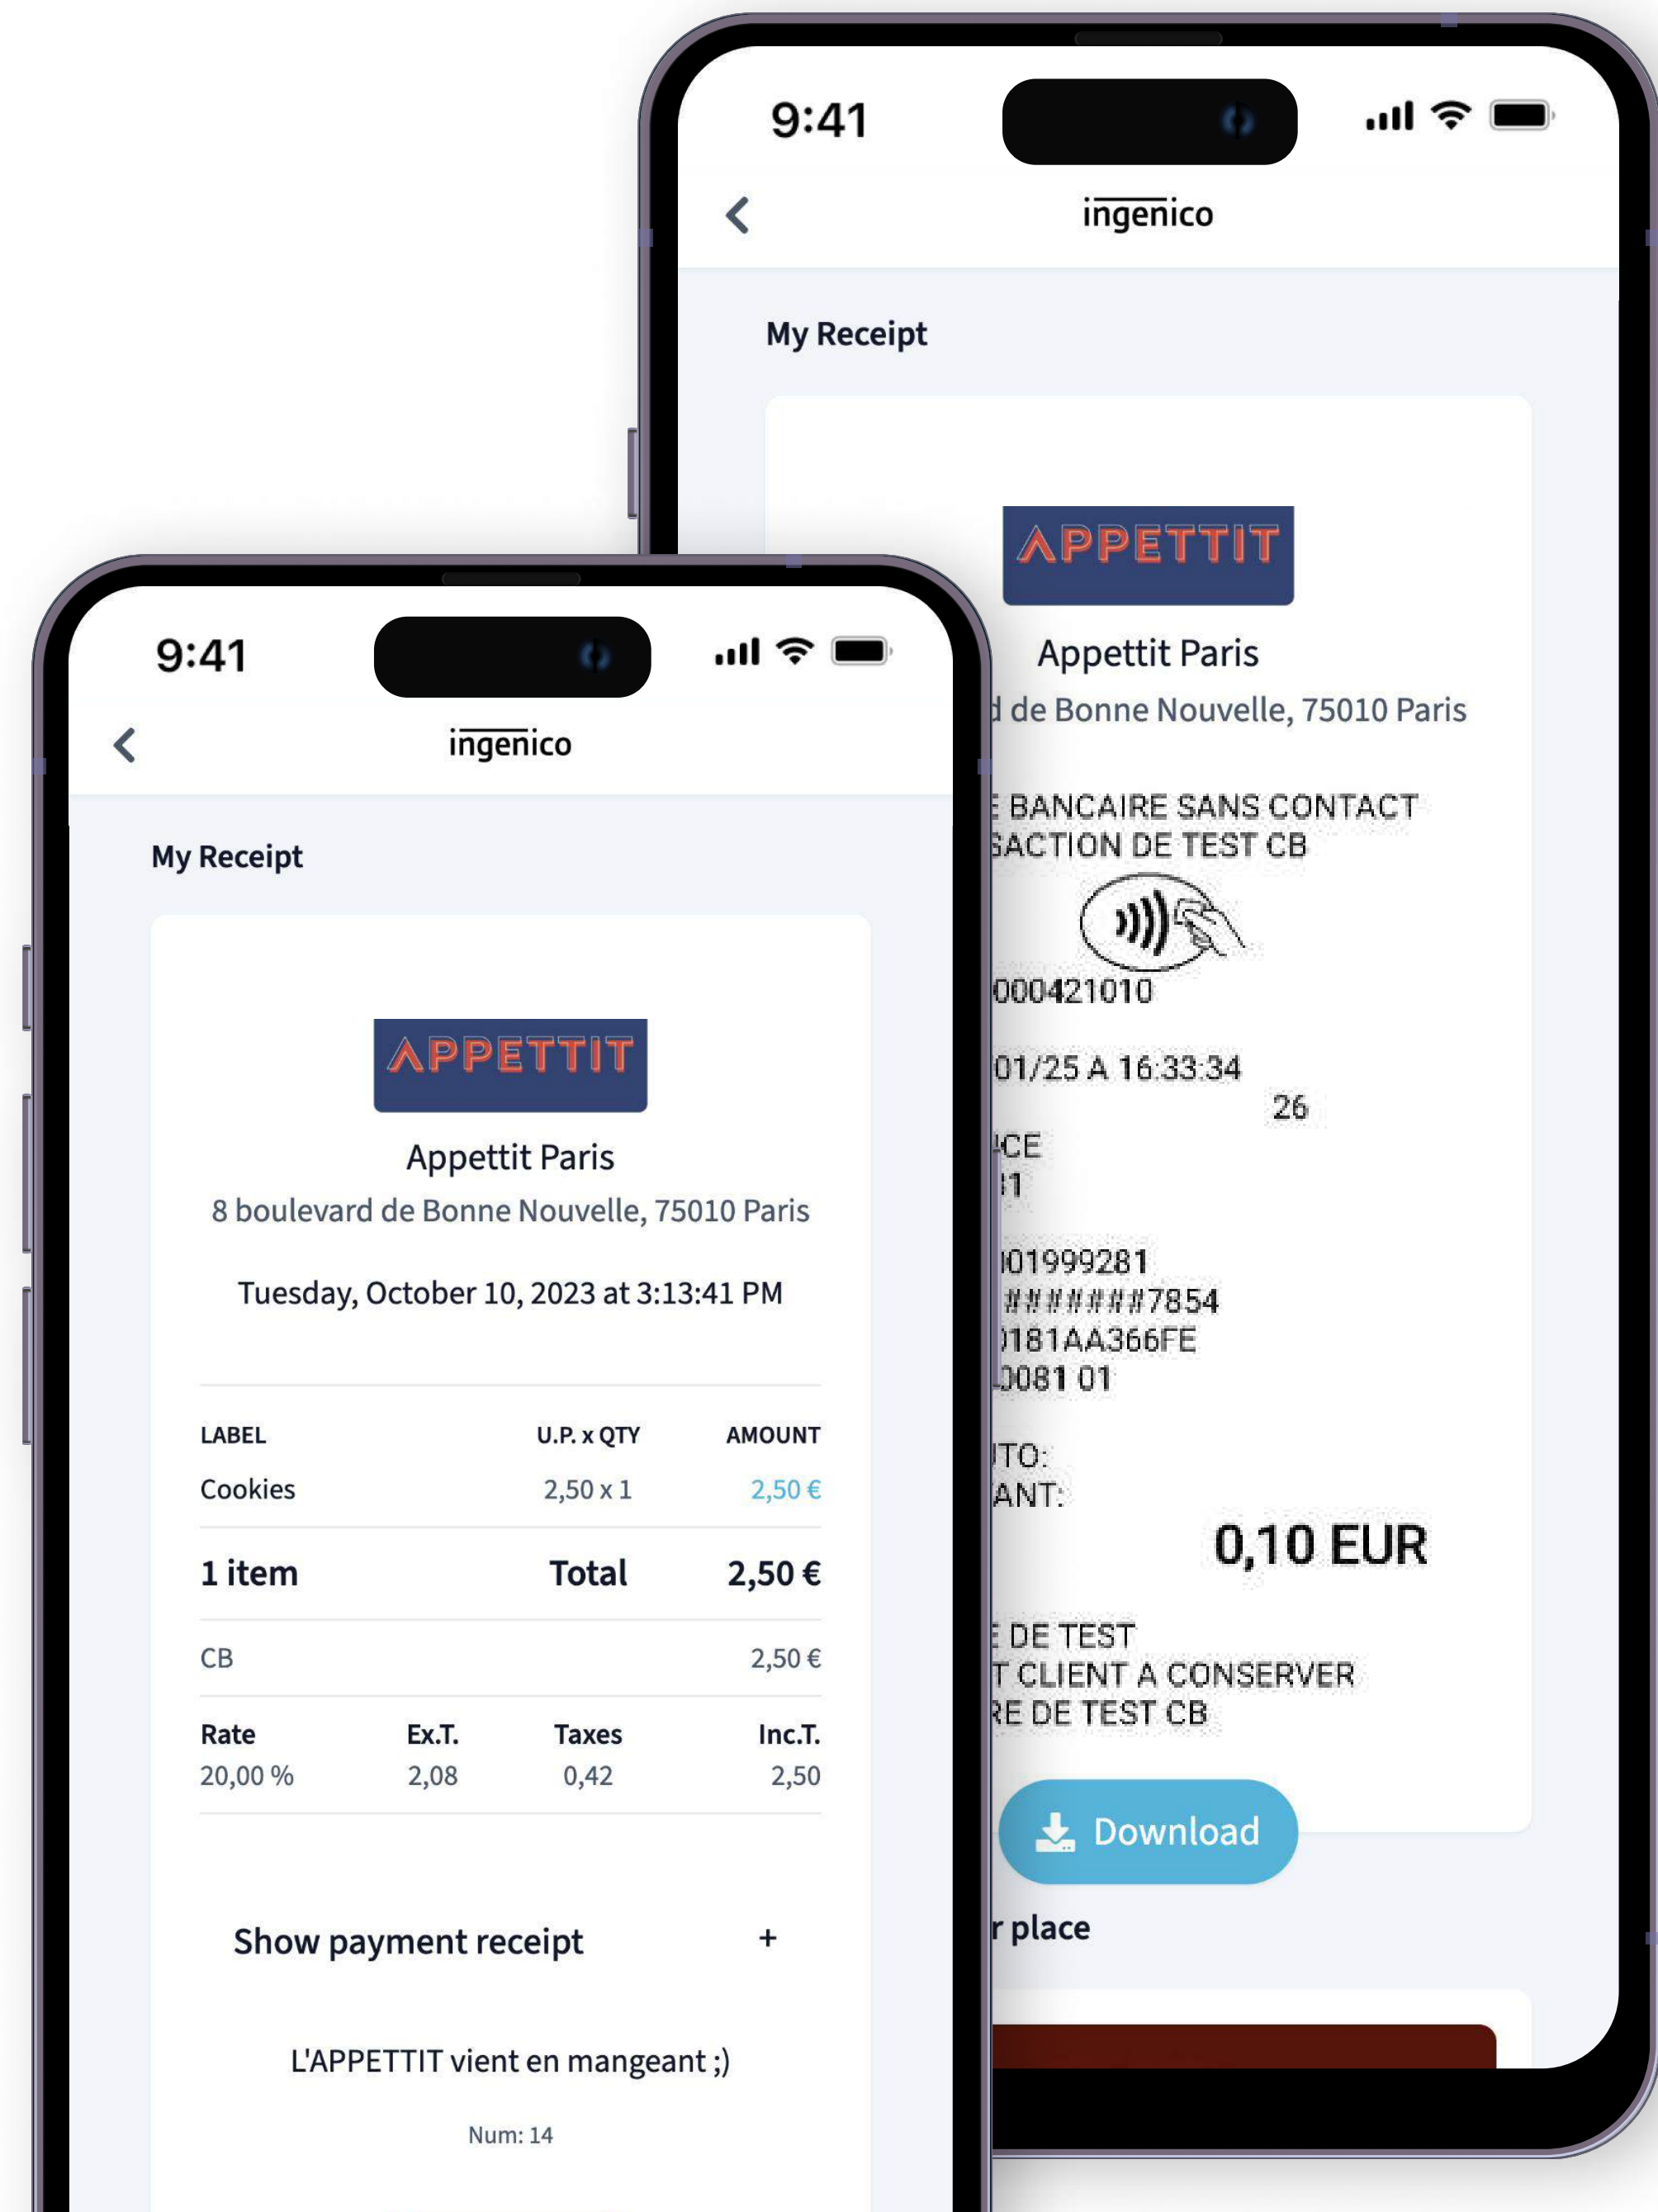 9:41
ingenico
My Receipt
APPETTIT
Appettit Paris
de Bonne Nouvelle, 75010 Paris
BANCAIRE SANS CONTACT
SACTION DE TEST CB
000421010
01/25 A 16:33:34
26
CE
1
01999281
#######7854
0181AA366FE
0081 01
TO:
ANT:
0,10 EUR
DE TEST
T CLIENT A CONSERVER
RE DE TEST CB
Download
r place
9:41
ingenico
My Receipt
APPETTIT
Appettit Paris
8 boulevard de Bonne Nouvelle, 75010 Paris
Tuesday, October 10, 2023 at 3:13:41 PM
LABEL U.P. x QTY AMOUNT
Cookies 2,50 x 1 2,50 €
1 item Total 2,50 €
CB 2,50 €
Rate Ex.T. Taxes Inc.T.
20,00 % 2,08 0,42 2,50
Show payment receipt +
L'APPETTIT vient en mangeant ;)
Num: 14